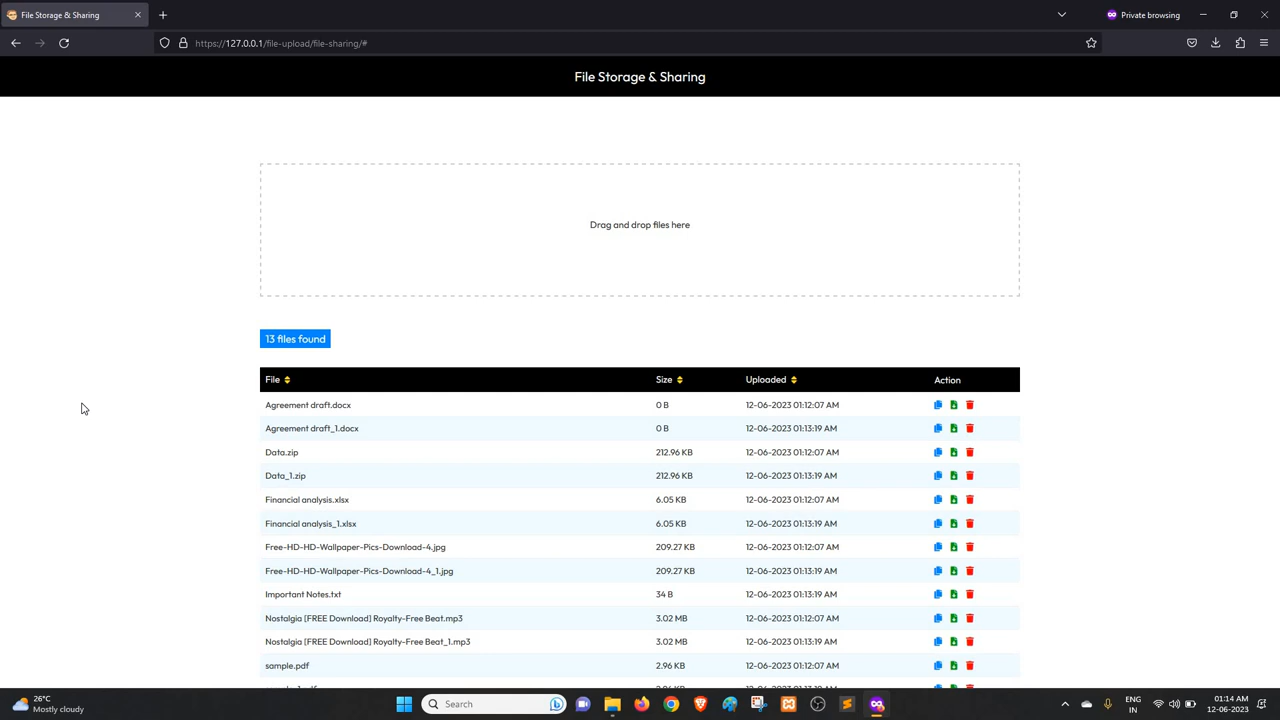 File Storage & Sharing
Private browsing
https://127.0.0.1/file-upload/file-sharing/#
File Storage & Sharing
Drag and drop files here
13 files found
File Size Uploaded Action
Agreement draft.docx 0 B 12-06-2023 01:12:07 AM
Agreement draft_1.docx 0 B 12-06-2023 01:13:19 AM
Data.zip 212.96 KB 12-06-2023 01:12:07 AM
Data_1.zip 212.96 KB 12-06-2023 01:13:19 AM
Financial analysis.xlsx 6.05 KB 12-06-2023 01:12:07 AM
Financial analysis_1.xlsx 6.05 KB 12-06-2023 01:13:19 AM
Free-HD-HD-Wallpaper-Pics-Download-4.jpg 209.27 KB 12-06-2023 01:12:07 AM
Free-HD-HD-Wallpaper-Pics-Download-4_1.jpg 209.27 KB 12-06-2023 01:13:19 AM
Important Notes.txt 34 B 12-06-2023 01:13:19 AM
Nostalgia [FREE Download] Royalty-Free Beat.mp3 3.02 MB 12-06-2023 01:12:07 AM
Nostalgia [FREE Download] Royalty-Free Beat_1.mp3 3.02 MB 12-06-2023 01:13:19 AM
sample.pdf 2.96 KB 12-06-2023 01:12:07 AM
26°C
Mostly cloudy
Search
ENG
IN
01:14 AM
12-06-2023